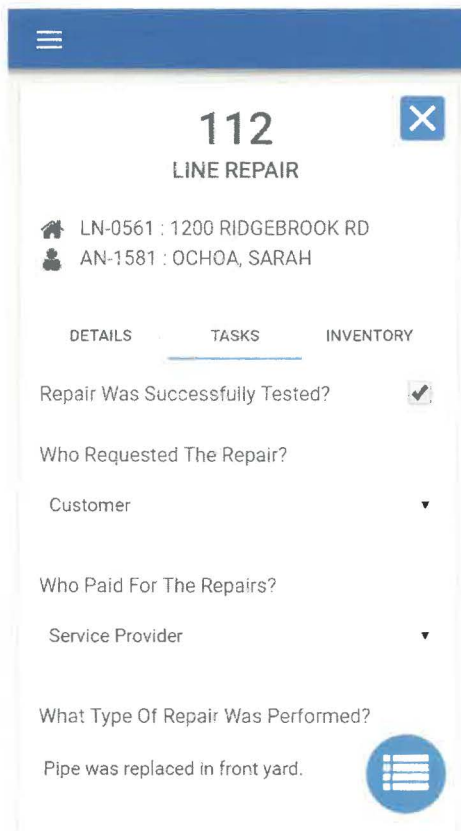 112
LINE REPAIR
LN-0561 : 1200 RIDGEBROOK RD
AN-1581 : OCHOA, SARAH
DETAILS TASKS INVENTORY
Repair Was Successfully Tested?
Who Requested The Repair?
Customer
Who Paid For The Repairs?
Service Provider
What Type Of Repair Was Performed?
Pipe was replaced in front yard.